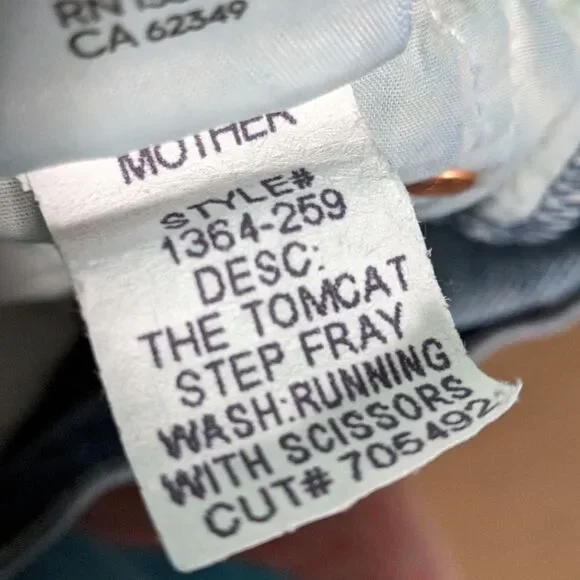 CA 62349
MOTHER
STYLE#
1364-259
DESC:
THE TOMCAT
STEP FRAY
WASH:RUNNING
WITH SCISSORS
CUT# 705492